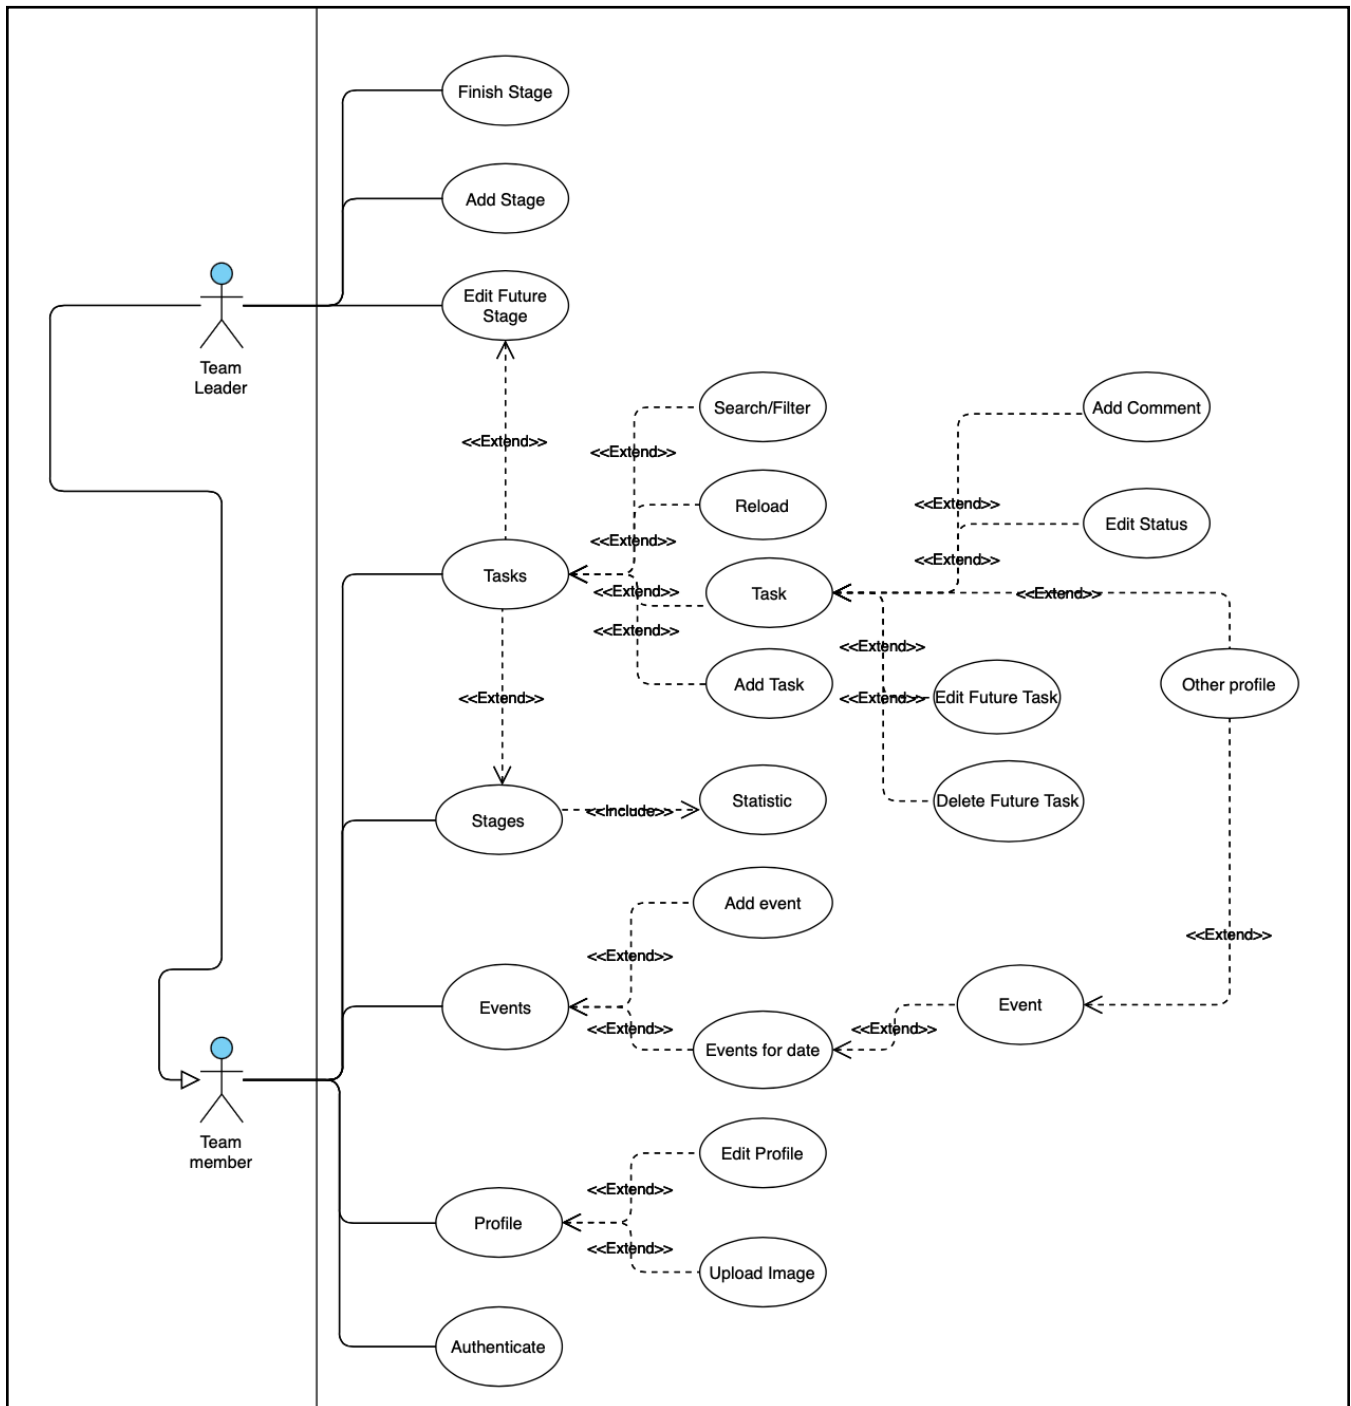 Finish Stage
Add Stage
Edit Future
Stage
Team
Leader
Search/Filter
Add Comment
<<Extend>>
<<Extend>>
Reload
<<Extend>>
Edit Status
<<Extend>>
<<Extend>>
Tasks
<<Extend>>
Task
<<Extend>>
<<Extend>>
<<Extend>>
Add Task
Other profile
<<Extend>>
<<Extend>>
Edit Future Task
Stages
<<Include>>
Statistic
Delete Future Task
Add event
<<Extend>>
<<Extend>>
Events
Event
<<Extend>>
<<Extend>>
Events for date
Team
member
Edit Profile
<<Extend>>
Profile
<<Extend>>
Upload Image
Authenticate